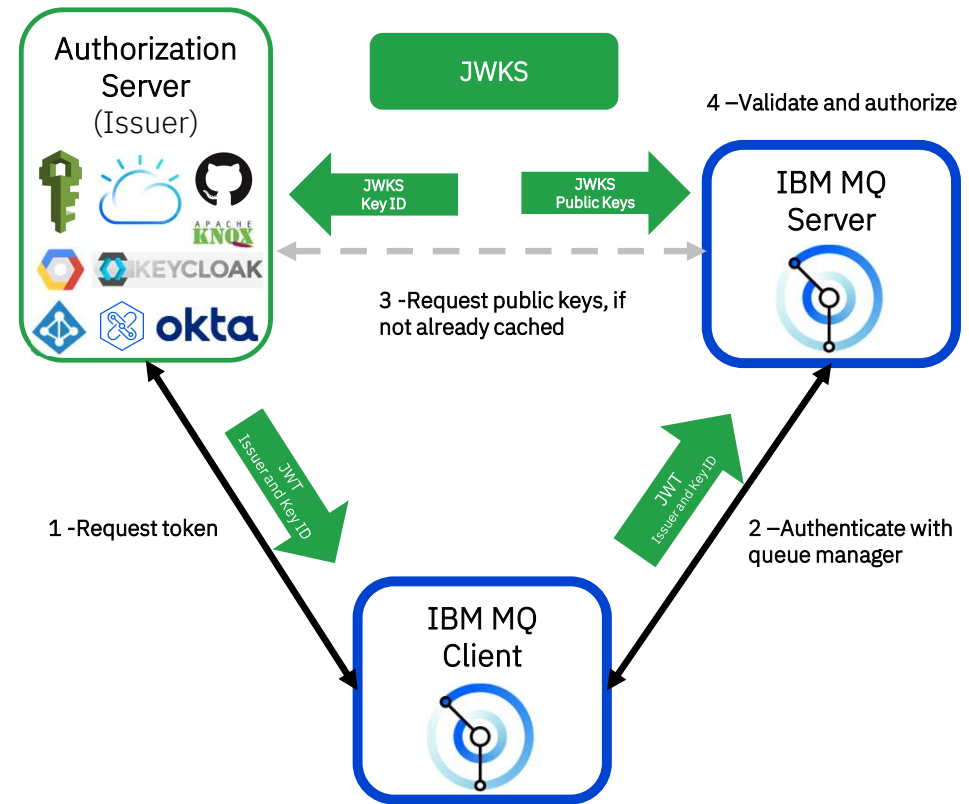 Authorization
Server
(Issuer)
JWKS
4 –Validate and authorize
APACHE
KNOX
KEYCLOAK
okta
JWKS
Key ID
JWKS
Public Keys
IBM MQ
Server
3 -Request public keys, if
not already cached
JWT
Issuer and Key ID
JWT
Issuer and Key ID
1 -Request token
2 –Authenticate with
queue manager
IBM MQ
Client